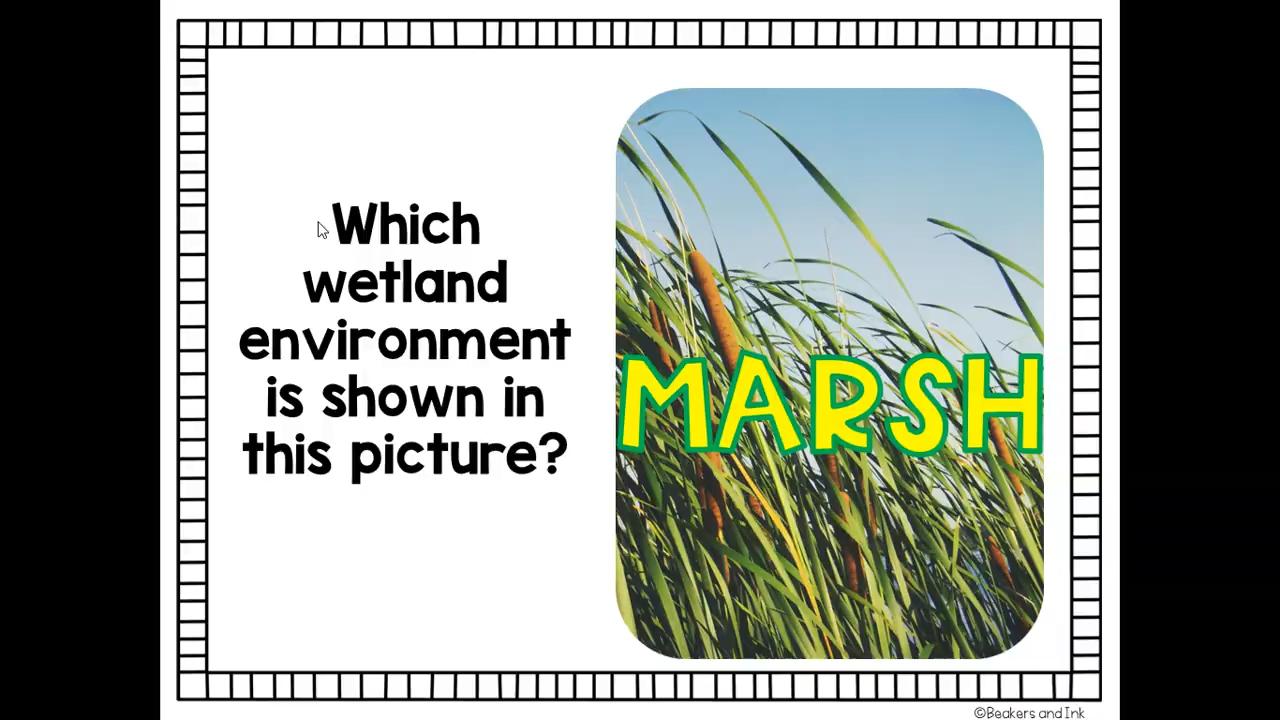 Which
wetland
environment
is shown in
this picture?
MARSH
©Beakers and Ink